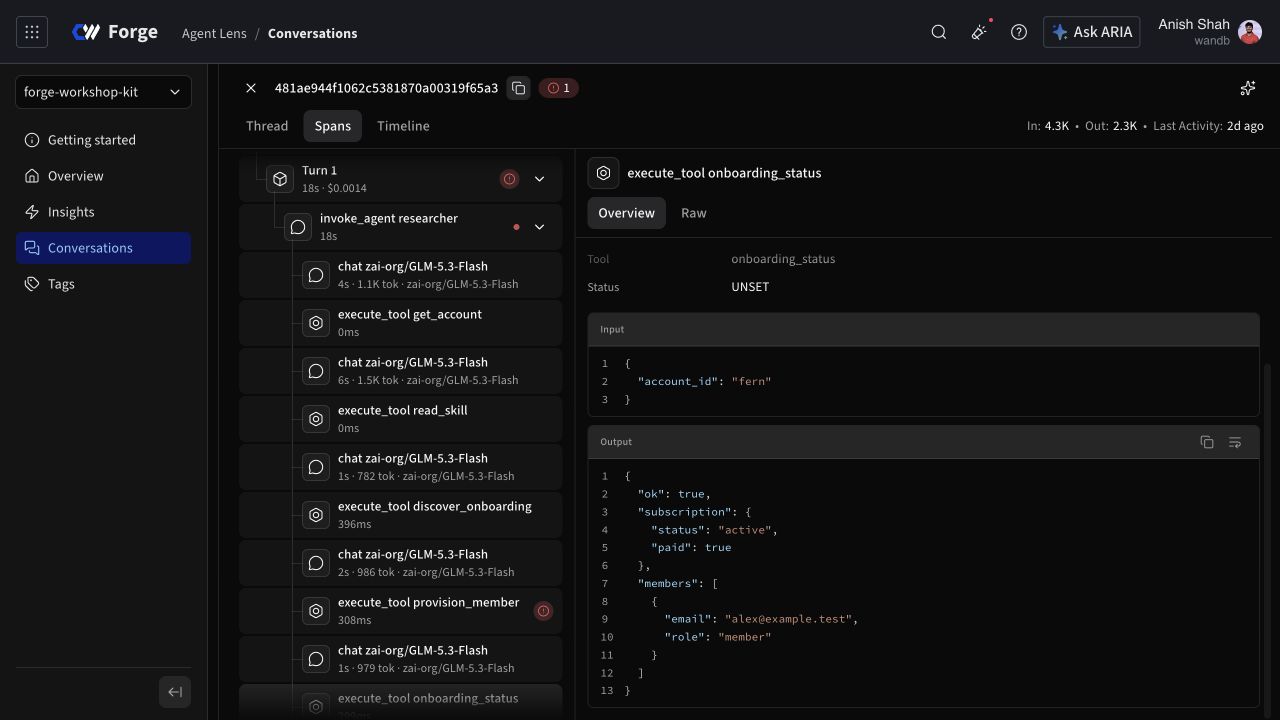 Forge
Agent Lens / Conversations
Ask ARIA
Anish Shah
wandb
forge-workshop-kit
Getting started
Overview
Insights
Conversations
Tags
481ae944f1062c5381870a00319f65a3
1
Thread
Spans
Timeline
In: 4.3K • Out: 2.3K • Last Activity: 2d ago
Turn 1
18s · $0.0014
invoke_agent researcher
18s
chat zai-org/GLM-5.3-Flash
4s · 1.1K tok · zai-org/GLM-5.3-Flash
execute_tool get_account
0ms
chat zai-org/GLM-5.3-Flash
6s · 1.5K tok · zai-org/GLM-5.3-Flash
execute_tool read_skill
0ms
chat zai-org/GLM-5.3-Flash
1s · 782 tok · zai-org/GLM-5.3-Flash
execute_tool discover_onboarding
396ms
chat zai-org/GLM-5.3-Flash
2s · 986 tok · zai-org/GLM-5.3-Flash
execute_tool provision_member
308ms
chat zai-org/GLM-5.3-Flash
1s · 979 tok · zai-org/GLM-5.3-Flash
execute_tool onboarding_status
execute_tool onboarding_status
Overview
Raw
Tool onboarding_status
Status UNSET
Input
1 {
2 "account_id": "fern"
3 }
Output
1 {
2 "ok": true,
3 "subscription": {
4 "status": "active",
5 "paid": true
6 },
7 "members": [
8 {
9 "email": "alex@example.test",
10 "role": "member"
11 }
12 ]
13 }